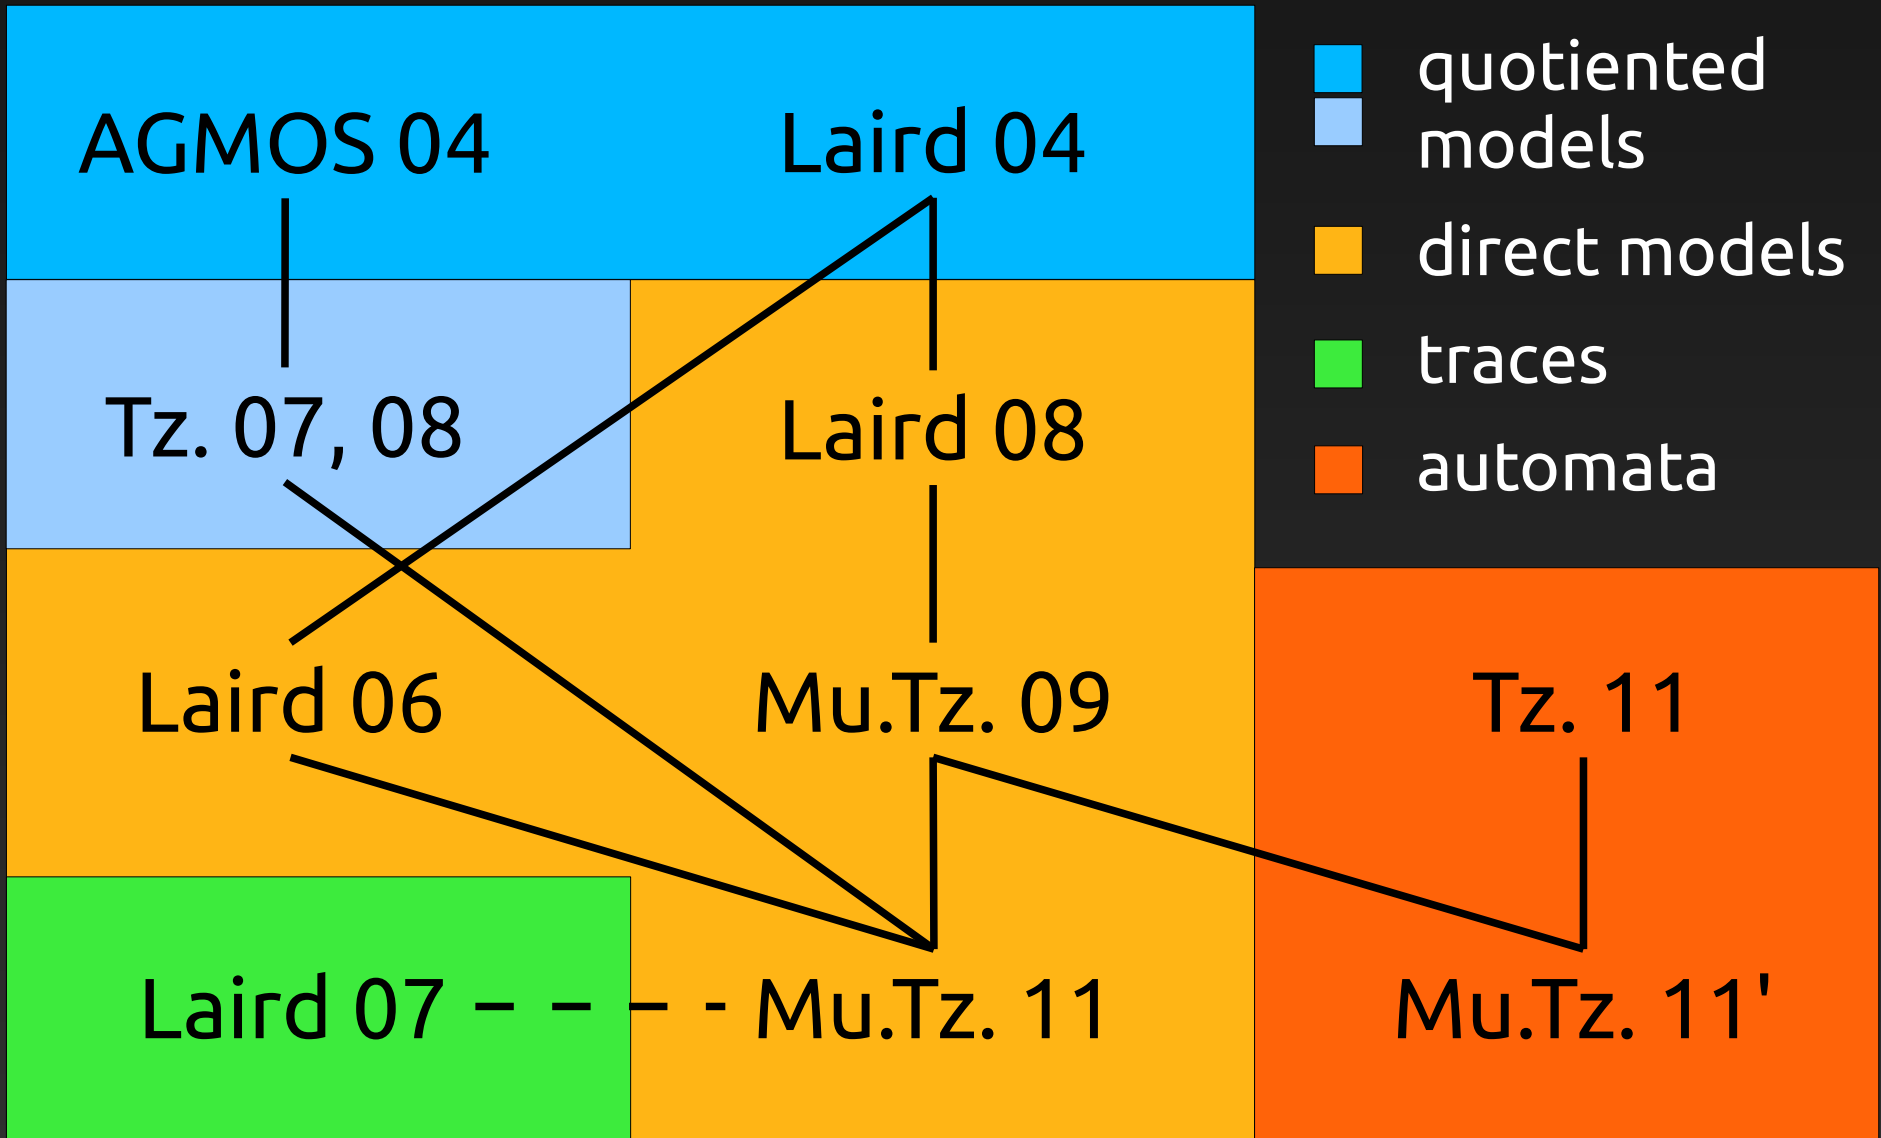 AGMOS 04
Laird 04
Tz. 07, 08
Laird 08
Laird 06
Mu.Tz. 09
Tz. 11
Laird 07
Mu.Tz. 11
Mu.Tz. 11'
quotiented
models
direct models
traces
automata